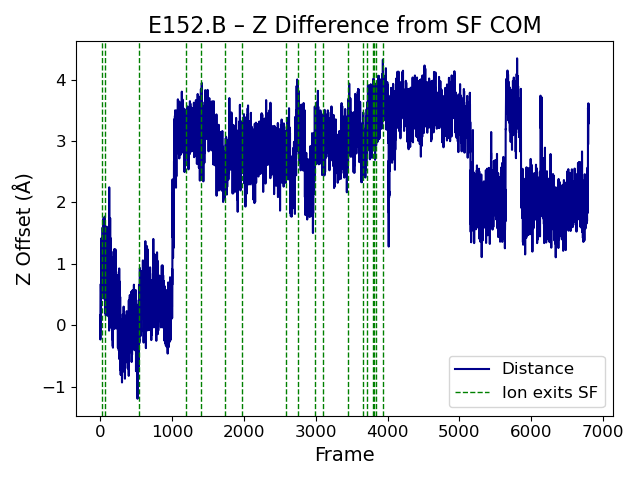 E152.B – Z Difference from SF COM
Z Offset (Å)
4
3
2
1
0
−1
Distance
Ion exits SF
0 1000 2000 3000 4000 5000 6000 7000
Frame